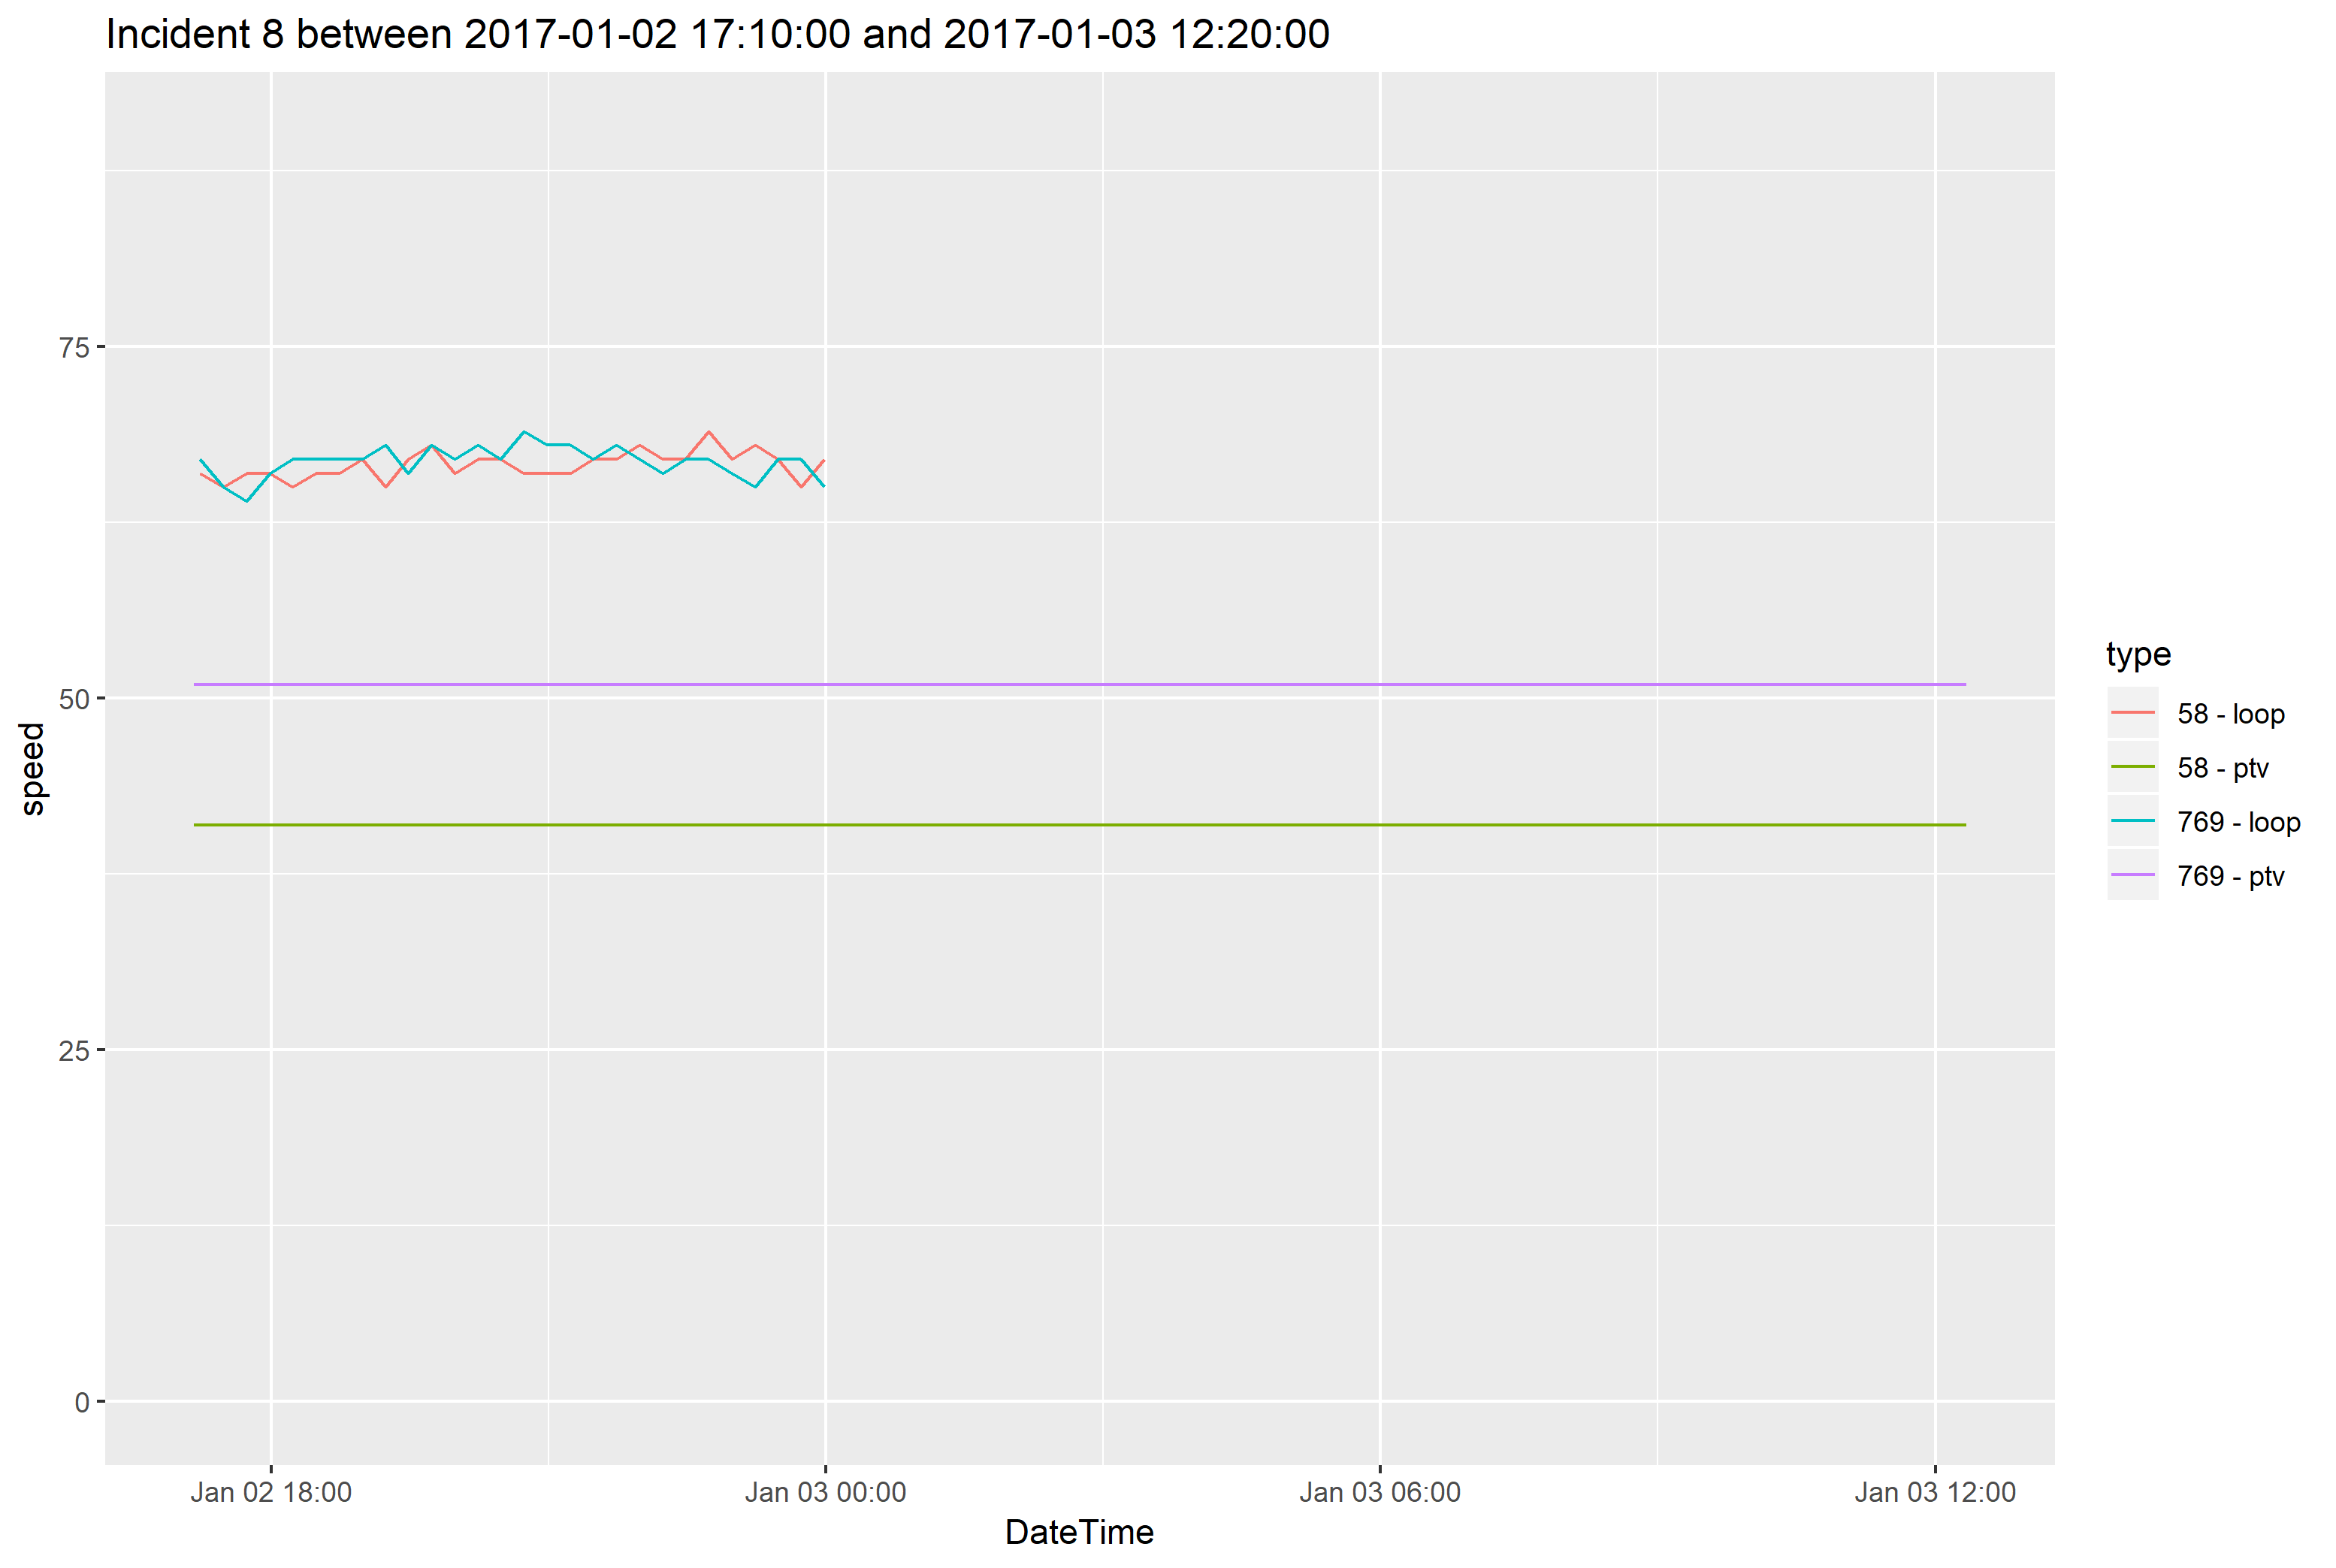 Incident 8 between 2017-01-02 17:10:00 and 2017-01-03 12:20:00
75
50
25
0
speed
Jan 02 18:00
Jan 03 00:00
Jan 03 06:00
Jan 03 12:00
DateTime
type
58 - loop
58 - ptv
769 - loop
769 - ptv